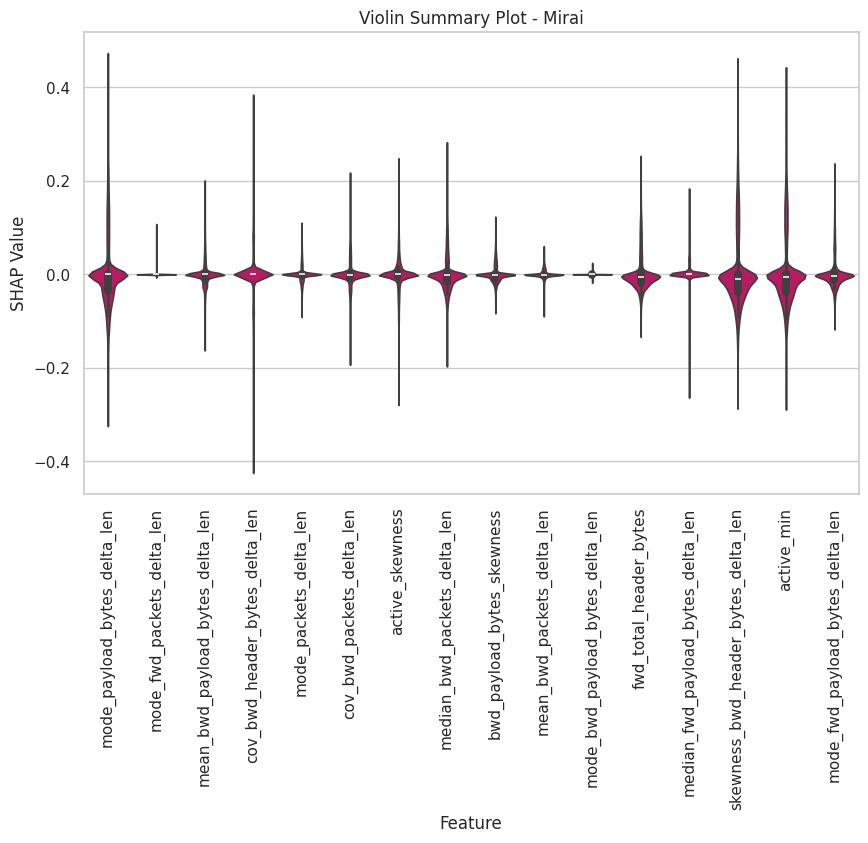 Violin Summary Plot - Mirai
SHAP Value
0.4
0.2
0.0
−0.2
−0.4
mode_payload_bytes_delta_len
mode_fwd_packets_delta_len
mean_bwd_payload_bytes_delta_len
cov_bwd_header_bytes_delta_len
mode_packets_delta_len
cov_bwd_packets_delta_len
active_skewness
median_bwd_packets_delta_len
bwd_payload_bytes_skewness
mean_bwd_packets_delta_len
mode_bwd_payload_bytes_delta_len
fwd_total_header_bytes
median_fwd_payload_bytes_delta_len
skewness_bwd_header_bytes_delta_len
active_min
mode_fwd_payload_bytes_delta_len
Feature